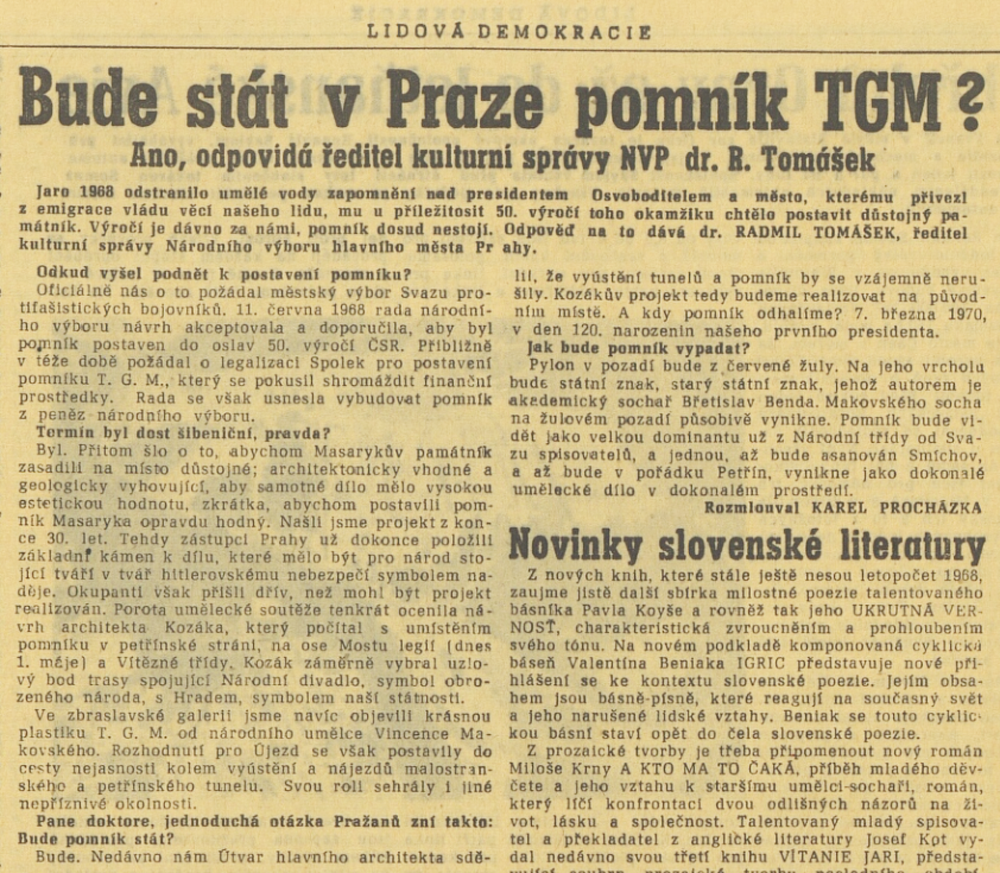 LIDOVÁ DEMOKRACIE
Bude stát v Praze pomník TGM?
Ano, odpovídá ředitel kulturní správy NVP dr. R. Tomášek
Jaro 1968 odstranilo umělé vody zapomnění nad presidentem Osvoboditelem a město, kterému přivezl
z emigrace vládu věcí našeho lidu, mu u příležitosit 50. výročí toho okamžiku chtělo postavit důstojný pa-
mátník. Výročí je dávno za námi, pomník dosud nestojí. Odpověď na to dává dr. RADMIL TOMÁŠEK, ředitel
kulturní správy Národního výboru hlavního města Pr ahy.
Odkud vyšel podnět k postavení pomníku?
Oficiálně nás o to požádal městský výbor Svazu pro-
tifašistických bojovníků. 11. června 1968 rada národní-
ho výboru návrh akceptovala a doporučila, aby byl
pomník postaven do oslav 50. výročí ČSR. Přibližně
v téže době požádal o legalizaci Spolek pro postavení
pomníku T. G. M., který se pokusil shromáždit finanční
prostředky. Rada se však usnesla vybudovat pomník
z peněz národního výboru.
Termín byl dost šibeniční, pravda?
Byl. Přitom šlo o to, abychom Masarykův památník
zasadili na místo důstojné; architektonicky vhodné a
geologicky vyhovující, aby samotné dílo mělo vysokou
estetickou hodnotu, zkrátka, abychom postavili pom-
ník Masaryka opravdu hodný. Našli jsme projekt z kon-
ce 30. let. Tehdy zástupci Prahy už dokonce položili
základní kámen k dílu, které mělo být pro národ sto-
jící tváří v tvář hitlerovskému nebezpečí symbolem na-
děje. Okupanti však přišli dřív, než mohl být projekt
realizován. Porota umělecké soutěže tenkrát ocenila ná-
vrh architekta Kozáka, který počítal s umístěním
pomníku v petřínské stráni, na ose Mostu legií (dnes
1. máje) a Vítězné třídy. Kozák záměrně vybral uzlo-
vý bod trasy spojující Národní divadlo, symbol obro-
zeného národa, s Hradem, symbolem naší státnosti.
Ve zbraslavské galerii jsme navíc objevili krásnou
plastiku T. G. M. od národního umělce Vincence Ma-
kovského. Rozhodnutí pro Újezd se však postavily do
cesty nejasnosti kolem vyústění a nájezdů malostran-
ského a petřínského tunelu. Svou roli sehrály i jiné
nepříznivé okolnosti.
Pane doktore, jednoduchá otázka Pražanů zní takto:
Bude pomník stát?
Bude. Nedávno nám Útvar hlavního architekta sdě-
lil, že vyústění tunelů a pomník by se vzájemně neru-
šily. Kozákův projekt tedy budeme realizovat na původ-
ním místě. A kdy pomník odhalíme? 7. března 1970,
v den 120. narozenin našeho prvního presidenta.
Jak bude pomník vypadat?
Pylon v pozadí bude z červené žuly. Na jeho vrcholu
bude státní znak, starý státní znak, jehož autorem je
akademický sochař Břetislav Benda. Makovského socha
na žulovém pozadí působivě vynikne. Pomník bude vi-
dět jako velkou dominantu už z Národní třídy od Sva-
zu spisovatelů, a jednou, až bude asanován Smíchov,
a až bude v pořádku Petřín, vynikne jako dokonalé
umělecké dílo v dokonalém prostředí.
Rozmlouval KAREL PROCHÁZKA
Novinky slovenské literatury
Z nových knih, které stále ještě nesou letopočet 1968,
zaujme jistě další sbírka milostné poezie talentovaného
básníka Pavla Koyše a rovněž tak jeho UKRUTNÁ VER-
NOSŤ, charakteristická zvroucněním a prohloubením
svého tónu. Na novém podkladě komponovaná cyklická
báseň Valentína Beniaka IGRIC představuje nové při-
hlášení se ke kontextu slovenské poezie. Jejím obsa-
hem jsou básně-písně, které reagují na současný svět
a jeho narušené lidské vztahy. Beniak se touto cyklic-
kou básní staví opět do čela slovenské poezie.
Z prozaické tvorby je třeba připomenout nový román
Miloše Krny A KTO MA TO ČAKÁ, příběh mladého děv-
čete a jeho vztahu k staršímu umělci-sochaři, román,
který líčí konfrontaci dvou odlišných názorů na ži-
vot, lásku a společnost. Talentovaný mladý spisova-
tel a překladatel z anglické literatury Josef Kot vy-
dal nedávno svou třetí knihu VÍTANIE JARI, předsta-